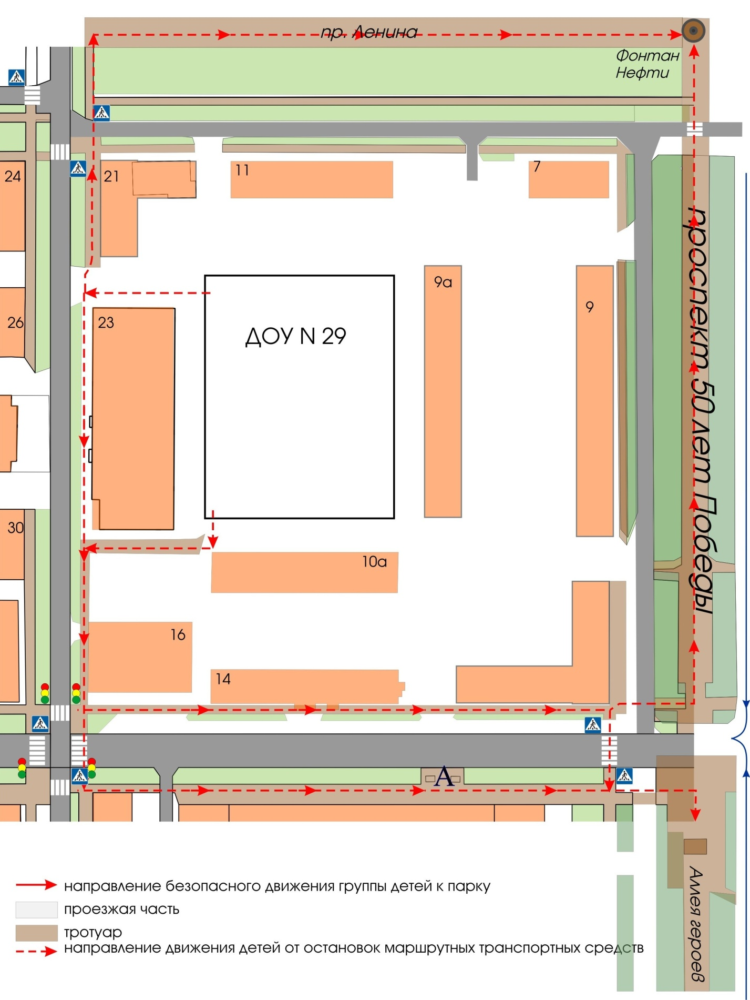 пр. Ленина
Фонтан
Нефти
24
21
11
7
проспект 50 лет Победы
9а
9
26
23
ДОУ N 29
30
10а
16
14
А
направление безопасного движения группы детей к парку
проезжая часть
тротуар
направление движения детей от остановок маршрутных транспортных средств
Аллея героев